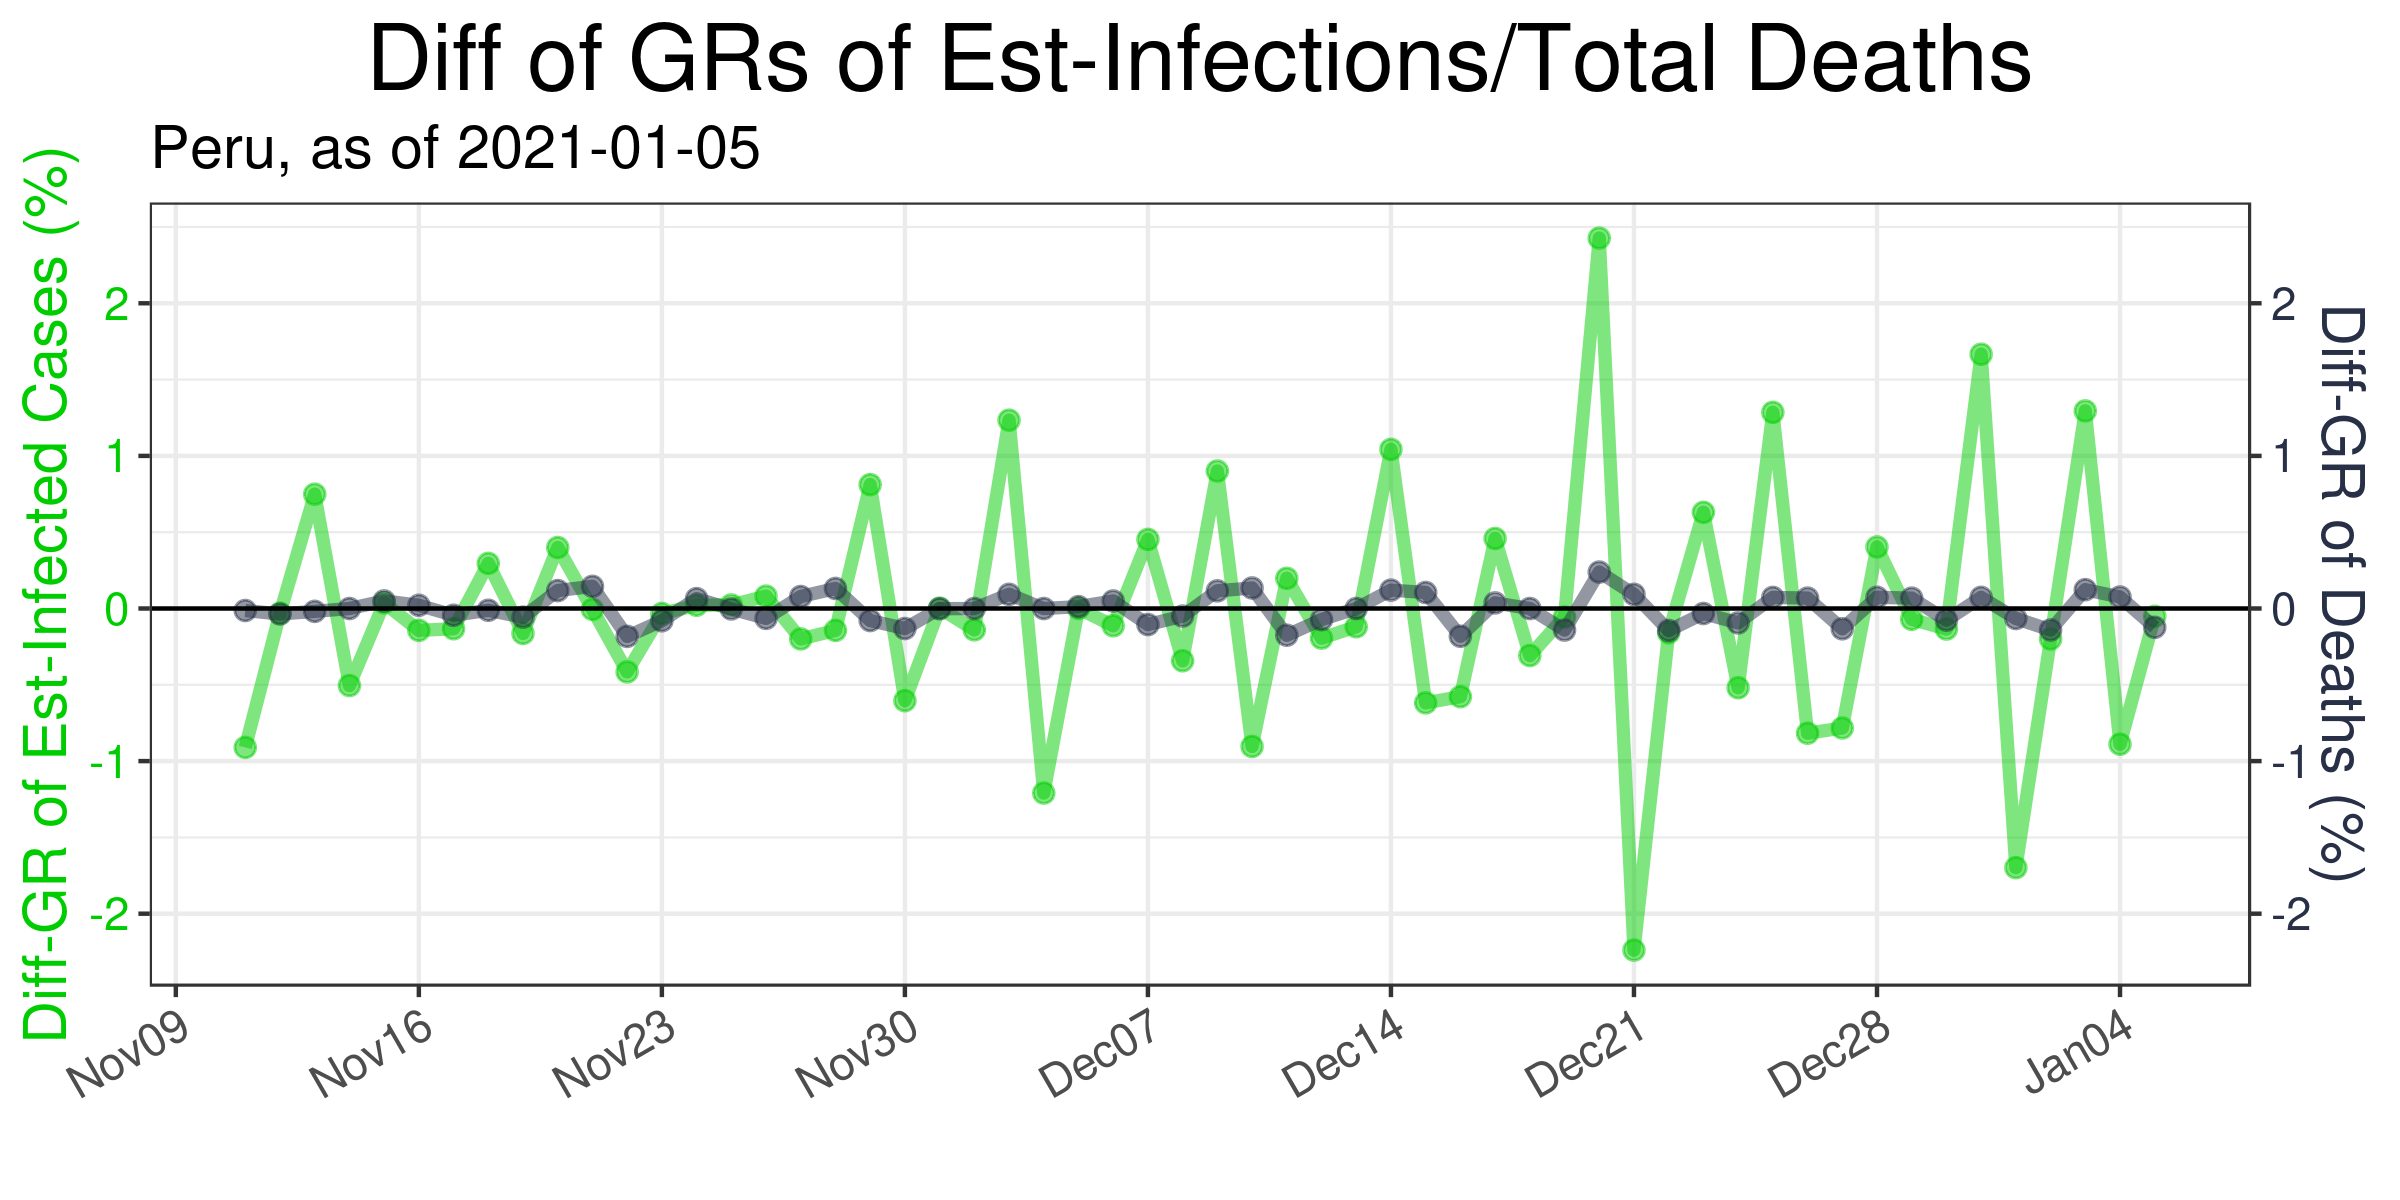 Diff of GRs of Est-Infections/Total Deaths
Peru, as of 2021-01-05
Diff-GR of Est-Infected Cases (%)
2
1
0
-1
-2
2
1
0
-1
-2
Diff-GR of Deaths (%)
Nov09
Nov16
Nov23
Nov30
Dec07
Dec14
Dec21
Dec28
Jan04